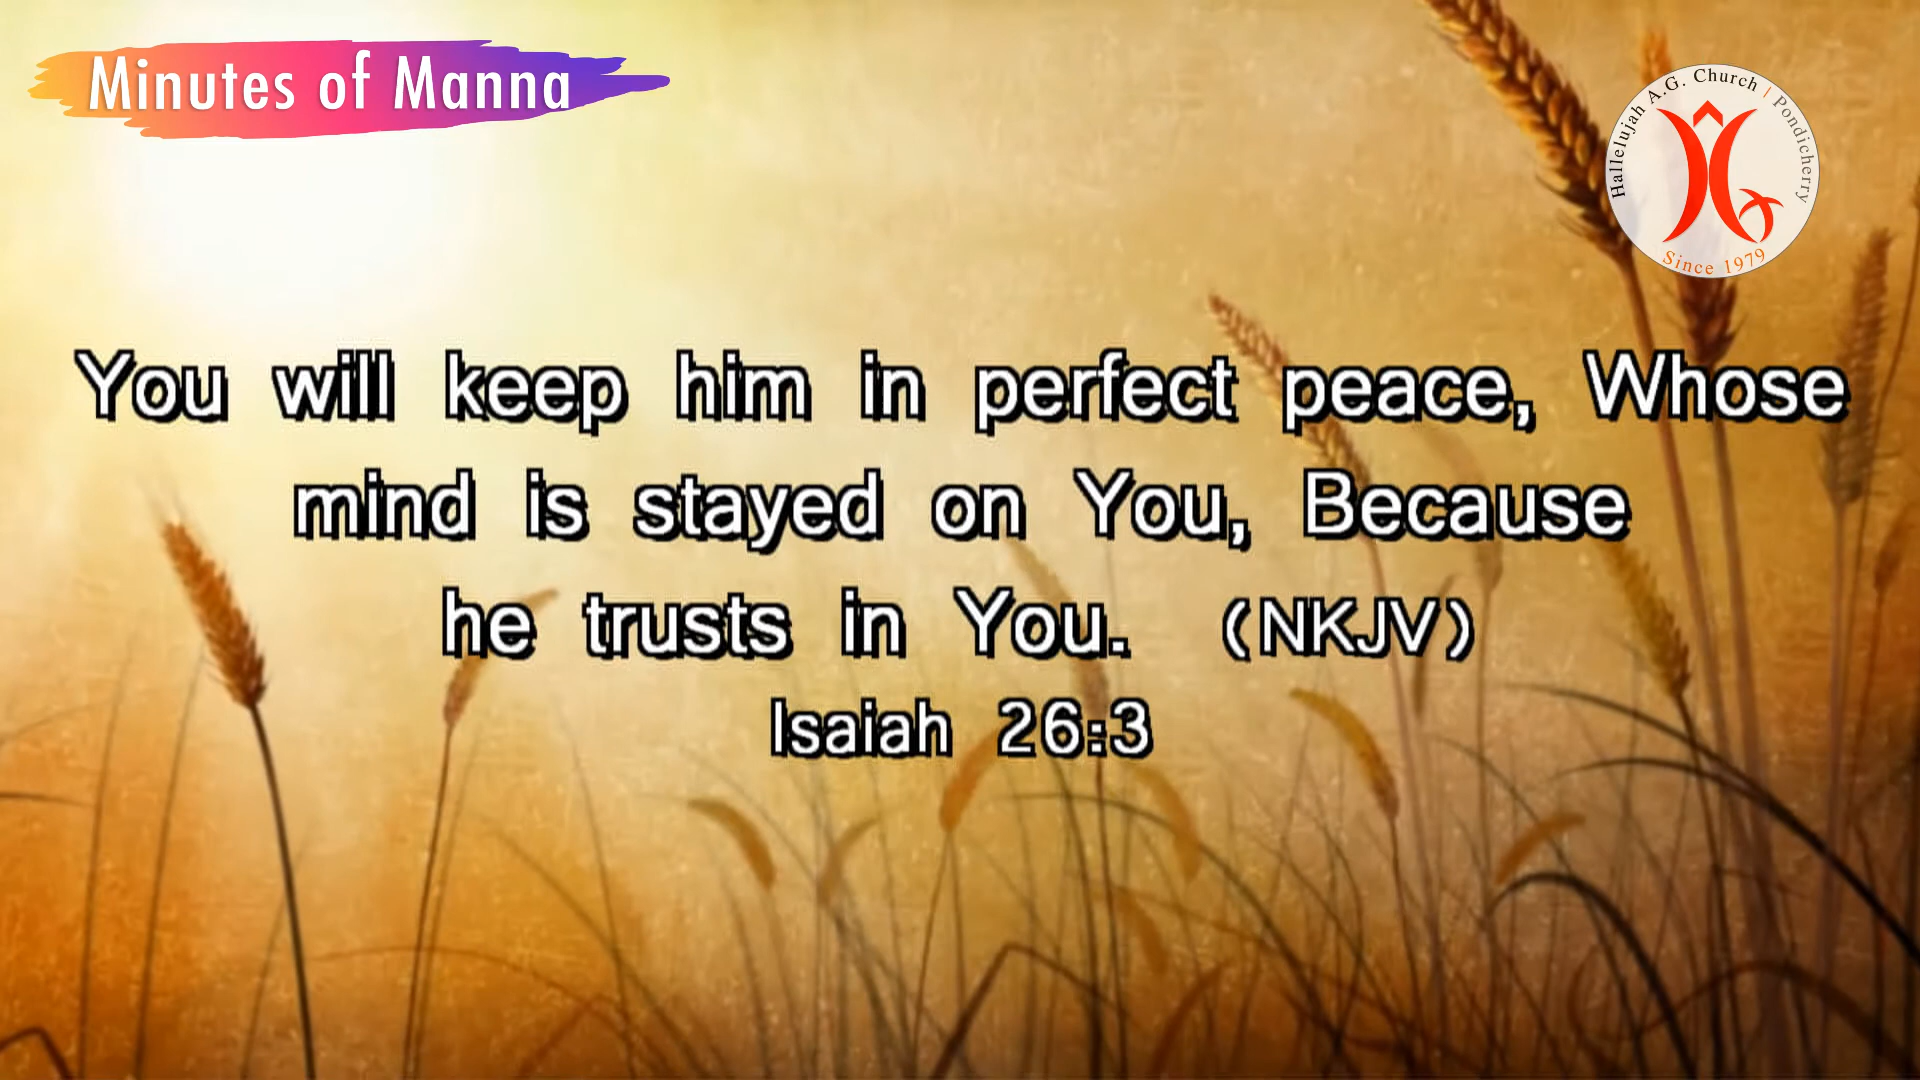 Minutes of Manna
Hallelujah A.G. Church | Pondicherry
Since 1979
You will keep him in perfect peace, Whose
mind is stayed on You, Because
he trusts in You. (NKJV)
Isaiah 26:3